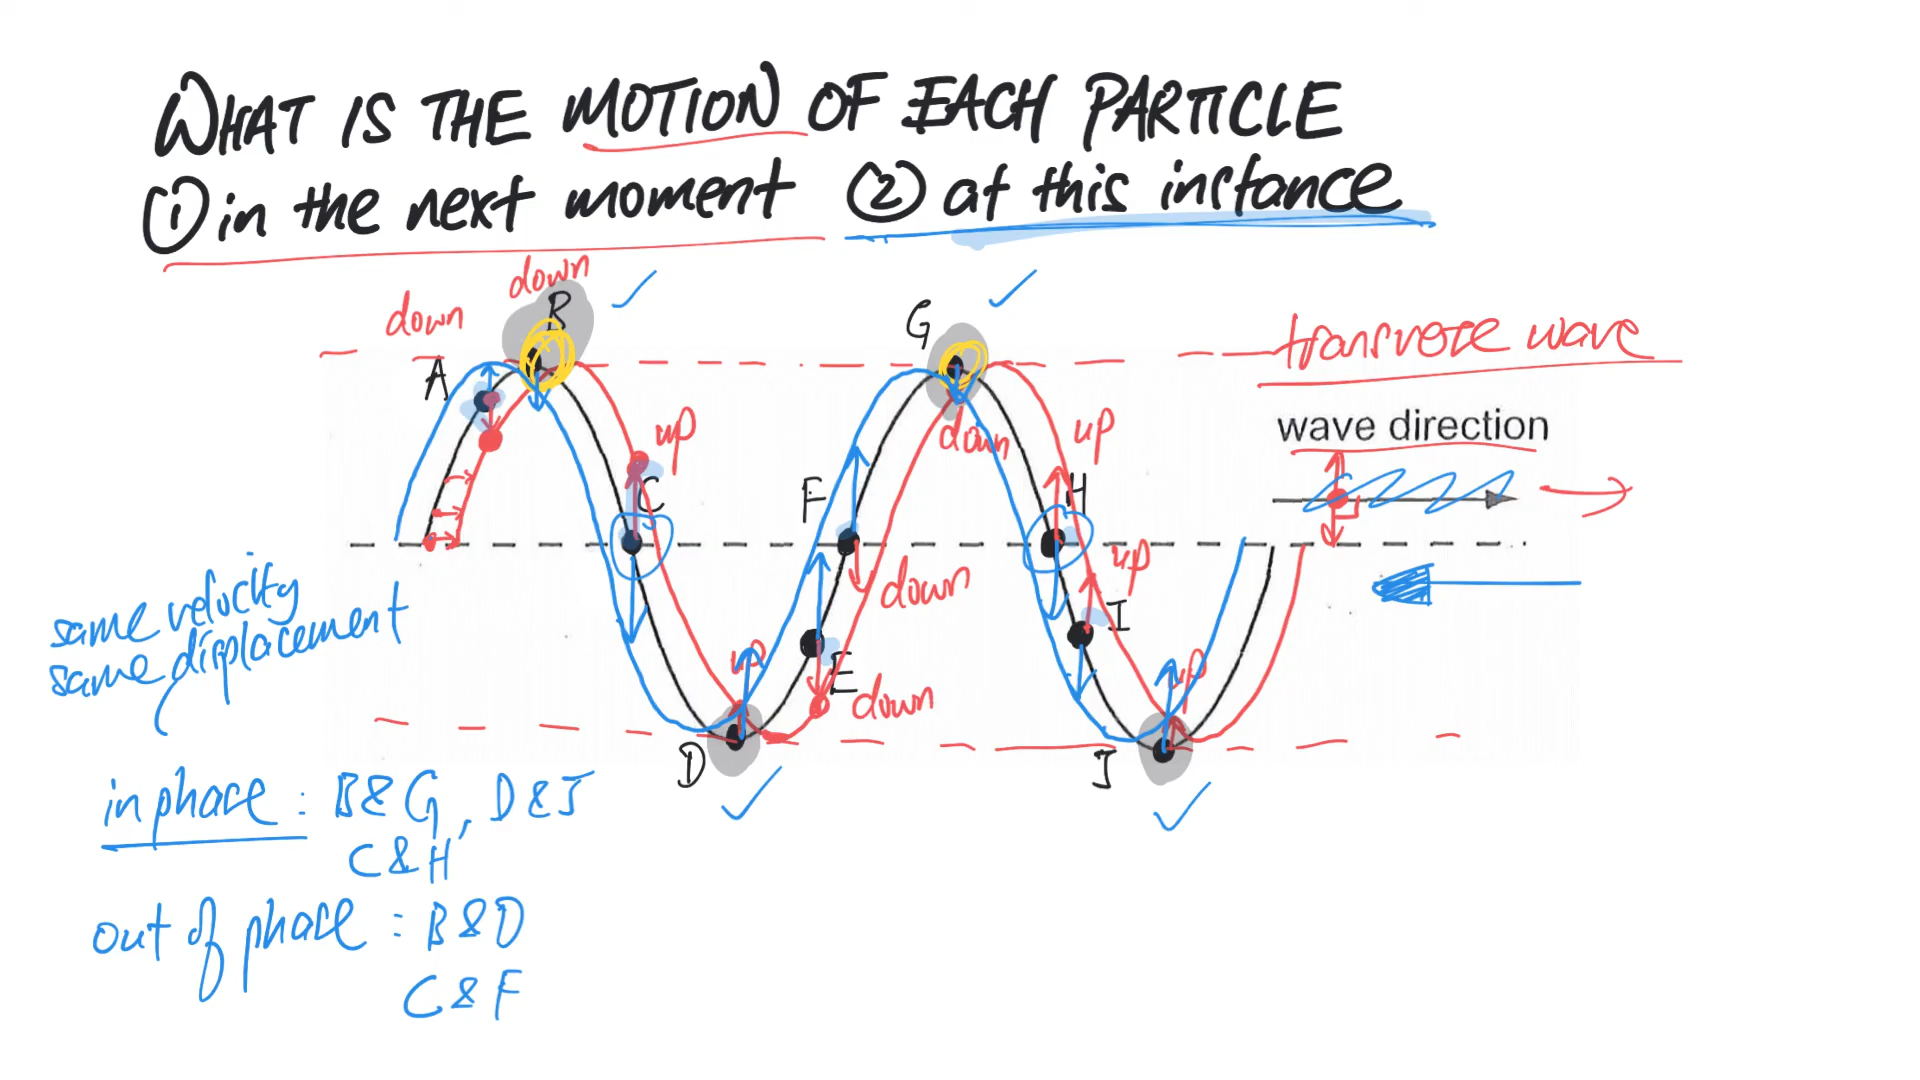 WHAT IS THE MOTION OF EACH PARTICLE
① in the next moment ② at this instance
down
down
B
G
A
transverse wave
wave direction
up
up
down
C
F
H
down
up
I
up
E
down
up
D
J
same velocity
same displacement
in phase : B & G, D & J
C & H
out of phase : B & D
C & F